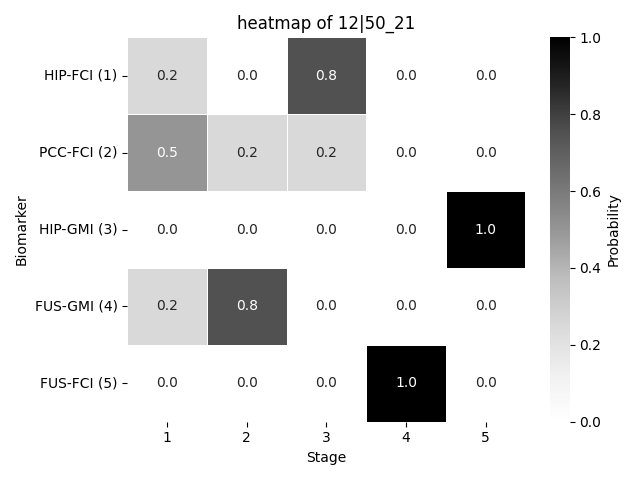 heatmap of 12|50_21
HIP-FCI (1) 0.2 0.0 0.8 0.0 0.0
PCC-FCI (2) 0.5 0.2 0.2 0.0 0.0
HIP-GMI (3) 0.0 0.0 0.0 0.0 1.0
FUS-GMI (4) 0.2 0.8 0.0 0.0 0.0
FUS-FCI (5) 0.0 0.0 0.0 1.0 0.0
1 2 3 4 5
Stage
Biomarker
1.0
0.8
0.6
0.4
0.2
0.0
Probability